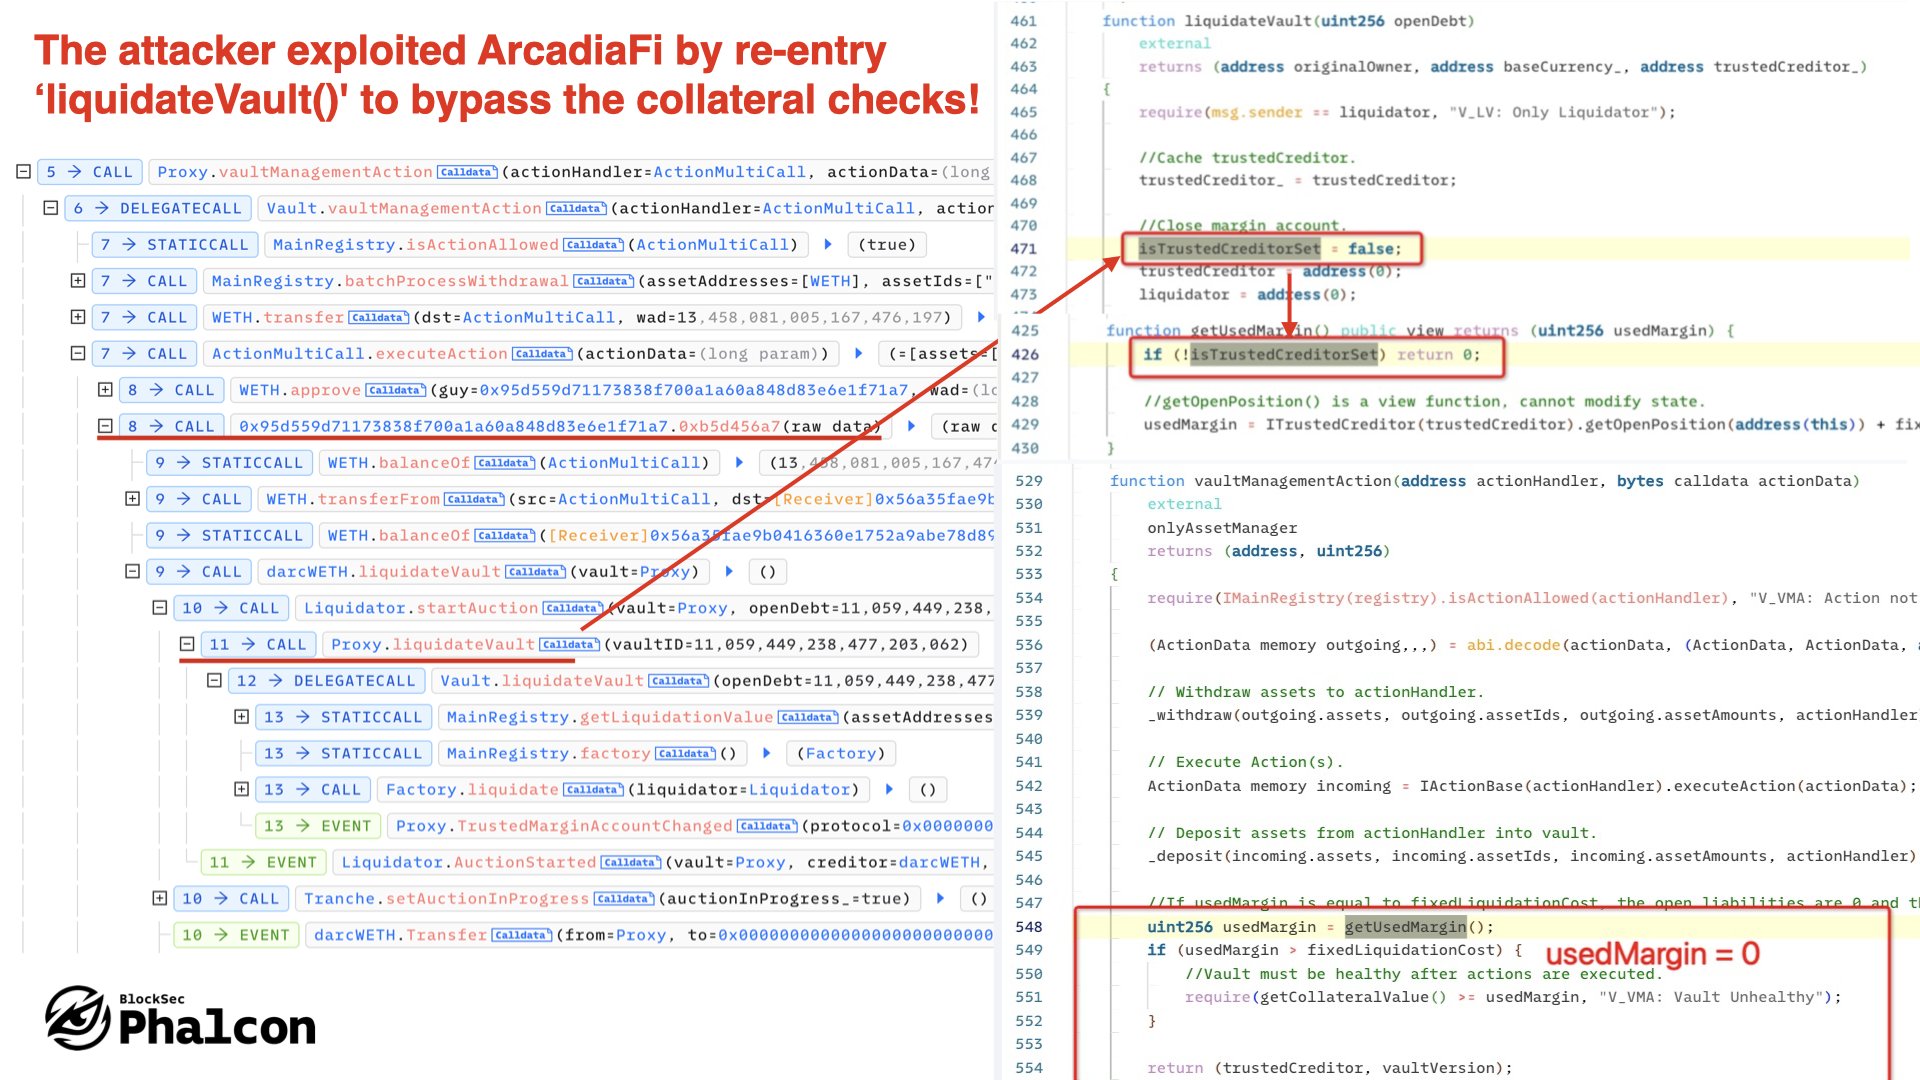 The attacker exploited ArcadiaFi by re-entry
‘liquidateVault()' to bypass the collateral checks!
5 → CALL Proxy.vaultManagementAction Calldata (actionHandler=ActionMultiCall, actionData=(long
6 → DELEGATECALL Vault.vaultManagementAction Calldata (actionHandler=ActionMultiCall, action
7 → STATICCALL MainRegistry.isActionAllowed Calldata (ActionMultiCall) (true)
7 → CALL MainRegistry.batchProcessWithdrawal Calldata (assetAddresses=[WETH], assetIds=["
7 → CALL WETH.transfer Calldata (dst=ActionMultiCall, wad=13,458,081,005,167,476,197)
7 → CALL ActionMultiCall.executeAction Calldata (actionData=(long param)) (=[assets=[
8 → CALL WETH.approve Calldata (guy=0x95d559d71173838f700a1a60a848d83e6e1f71a7, wad=(lo
8 → CALL 0x95d559d71173838f700a1a60a848d83e6e1f71a7.0xb5d456a7(raw data) (raw d
9 → STATICCALL WETH.balanceOf Calldata (ActionMultiCall) (13,458,081,005,167,47
9 → CALL WETH.transferFrom Calldata (src=ActionMultiCall, dst=[Receiver]0x56a35fae9b
9 → STATICCALL WETH.balanceOf Calldata ([Receiver]0x56a35fae9b0416360e1752a9abe78d89
9 → CALL darcWETH.liquidateVault Calldata (vault=Proxy) ()
10 → CALL Liquidator.startAuction Calldata (vault=Proxy, openDebt=11,059,449,238,
11 → CALL Proxy.liquidateVault Calldata (vaultID=11,059,449,238,477,203,062)
12 → DELEGATECALL Vault.liquidateVault Calldata (openDebt=11,059,449,238,477
13 → STATICCALL MainRegistry.getLiquidationValue Calldata (assetAddresses
13 → STATICCALL MainRegistry.factory Calldata () (Factory)
13 → CALL Factory.liquidate Calldata (liquidator=Liquidator) ()
13 → EVENT Proxy.TrustedMarginAccountChanged Calldata (protocol=0x0000000
11 → EVENT Liquidator.AuctionStarted Calldata (vault=Proxy, creditor=darcWETH,
10 → CALL Tranche.setAuctionInProgress Calldata (auctionInProgress_=true) ()
10 → EVENT darcWETH.Transfer Calldata (from=Proxy, to=0x00000000000000000000000000
BlockSec
Phalcon
461 function liquidateVault(uint256 openDebt)
462 external
463 returns (address originalOwner, address baseCurrency_, address trustedCreditor_)
464 {
465 require(msg.sender == liquidator, "V_LV: Only Liquidator");
466
467 //Cache trustedCreditor.
468 trustedCreditor_ = trustedCreditor;
469
470 //Close margin account.
471 isTrustedCreditorSet = false;
472 trustedCreditor = address(0);
473 liquidator = address(0);
425 function getUsedMargin() public view returns (uint256 usedMargin) {
426 if (!isTrustedCreditorSet) return 0;
427
428 //getOpenPosition() is a view function, cannot modify state.
429 usedMargin = ITrustedCreditor(trustedCreditor).getOpenPosition(address(this)) + fix
430 }
529 function vaultManagementAction(address actionHandler, bytes calldata actionData)
530 external
531 onlyAssetManager
532 returns (address, uint256)
533 {
534 require(IMainRegistry(registry).isActionAllowed(actionHandler), "V_VMA: Action not
535
536 (ActionData memory outgoing,,,) = abi.decode(actionData, (ActionData, ActionData, a
537
538 // Withdraw assets to actionHandler.
539 _withdraw(outgoing.assets, outgoing.assetIds, outgoing.assetAmounts, actionHandler
540
541 // Execute Action(s).
542 ActionData memory incoming = IActionBase(actionHandler).executeAction(actionData);
543
544 // Deposit assets from actionHandler into vault.
545 _deposit(incoming.assets, incoming.assetIds, incoming.assetAmounts, actionHandler)
546
547 //If usedMargin is equal to fixedLiquidationCost, the open liabilities are 0 and th
548 uint256 usedMargin = getUsedMargin();
549 if (usedMargin > fixedLiquidationCost) {
usedMargin = 0
550 //Vault must be healthy after actions are executed.
551 require(getCollateralValue() >= usedMargin, "V_VMA: Vault Unhealthy");
552 }
553
554 return (trustedCreditor, vaultVersion);